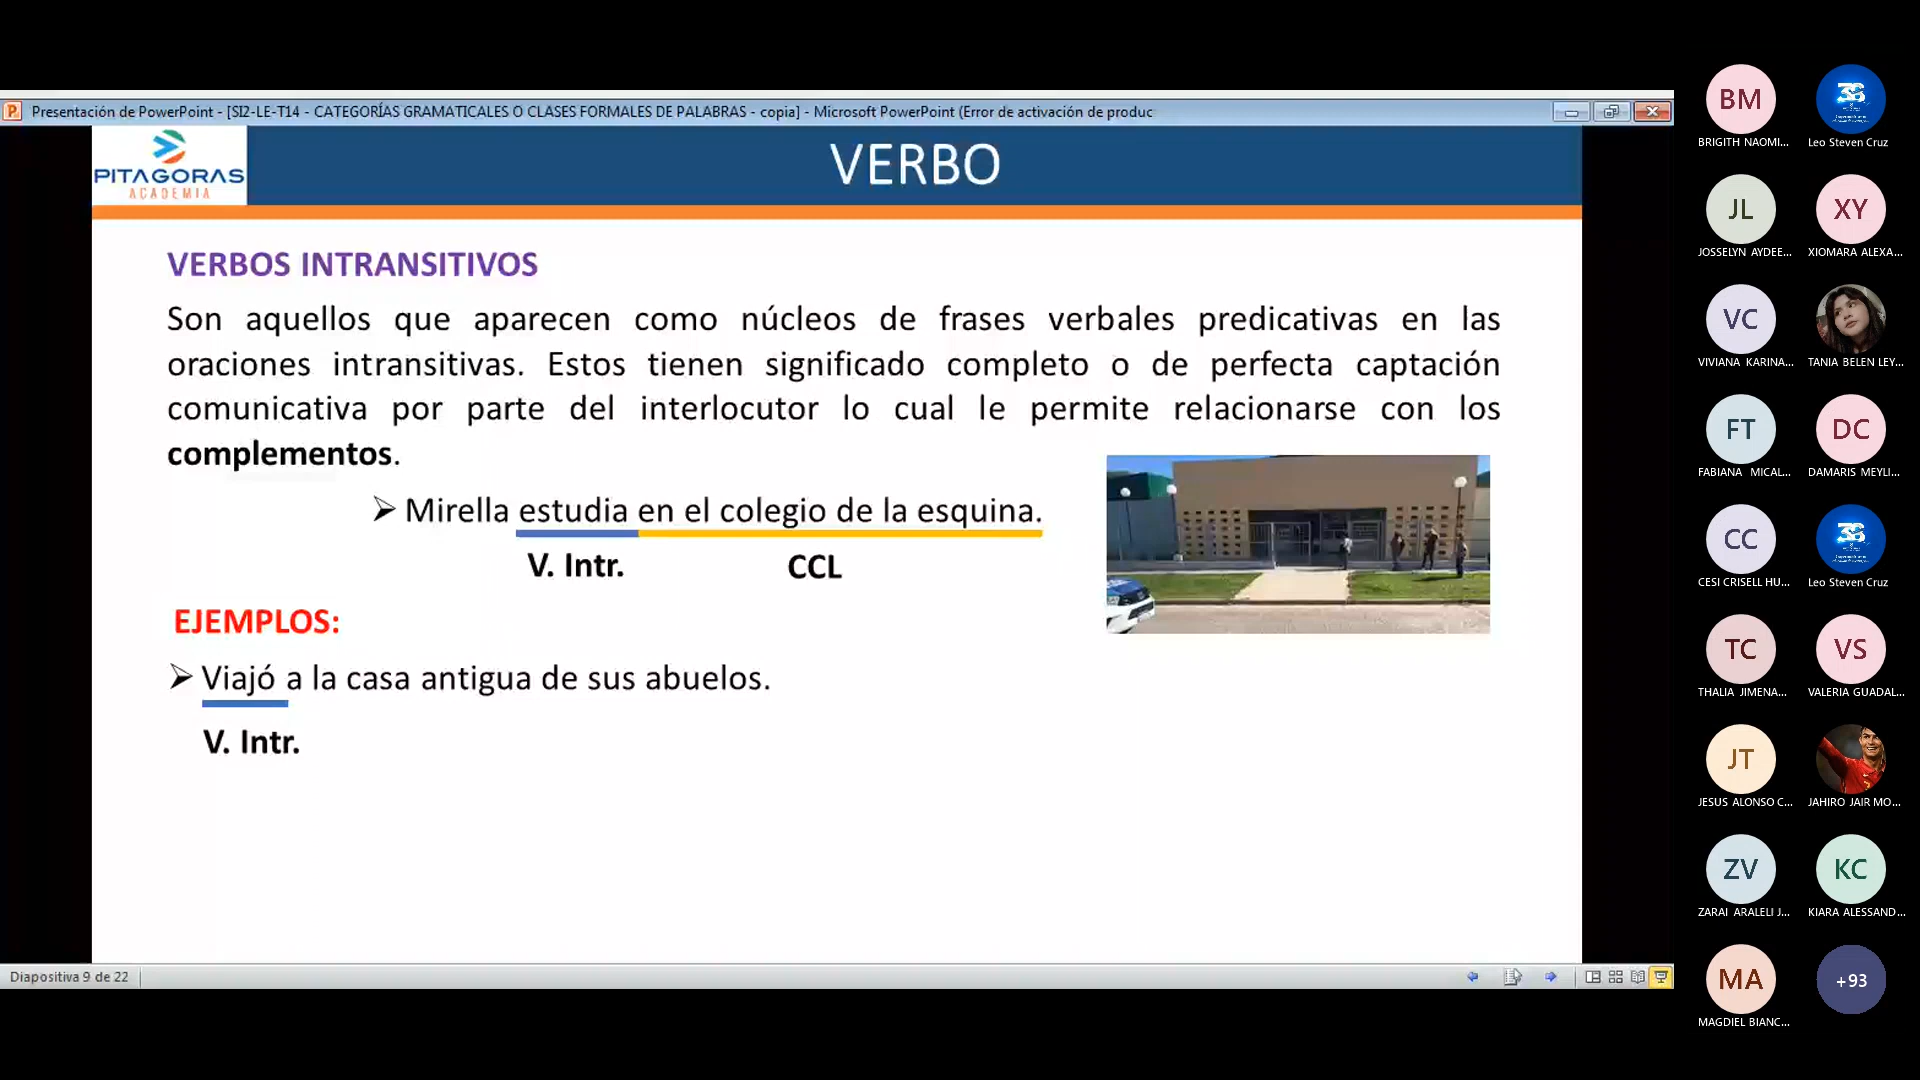 Presentación de PowerPoint - [SI2-LE-T14 - CATEGORÍAS GRAMATICALES O CLASES FORMALES DE PALABRAS - copia] - Microsoft PowerPoint (Error de activación de produc
PITAGORAS
ACADEMIA
VERBO
VERBOS INTRANSITIVOS
Son aquellos que aparecen como núcleos de frases verbales predicativas en las
oraciones intransitivas. Estos tienen significado completo o de perfecta captación
comunicativa por parte del interlocutor lo cual le permite relacionarse con los
complementos.
➢ Mirella estudia en el colegio de la esquina.
V. Intr. CCL
EJEMPLOS:
➢ Viajó a la casa antigua de sus abuelos.
V. Intr.
Diapositiva 9 de 22
BM
BRIGITH NAOMI... Leo Steven Cruz
JL XY
JOSSELYN AYDEE... XIOMARA ALEXA...
VC
VIVIANA KARINA... TANIA BELEN LEY...
FT DC
FABIANA MICAL... DAMARIS MEYLI...
CC
CESI CRISELL HU... Leo Steven Cruz
TC VS
THALIA JIMENA... VALERIA GUADAL...
JT
JESUS ALONSO C... JAHIRO JAIR MO...
ZV KC
ZARAI ARALELI J... KIARA ALESSAND...
MA +93
MAGDIEL BIANC...